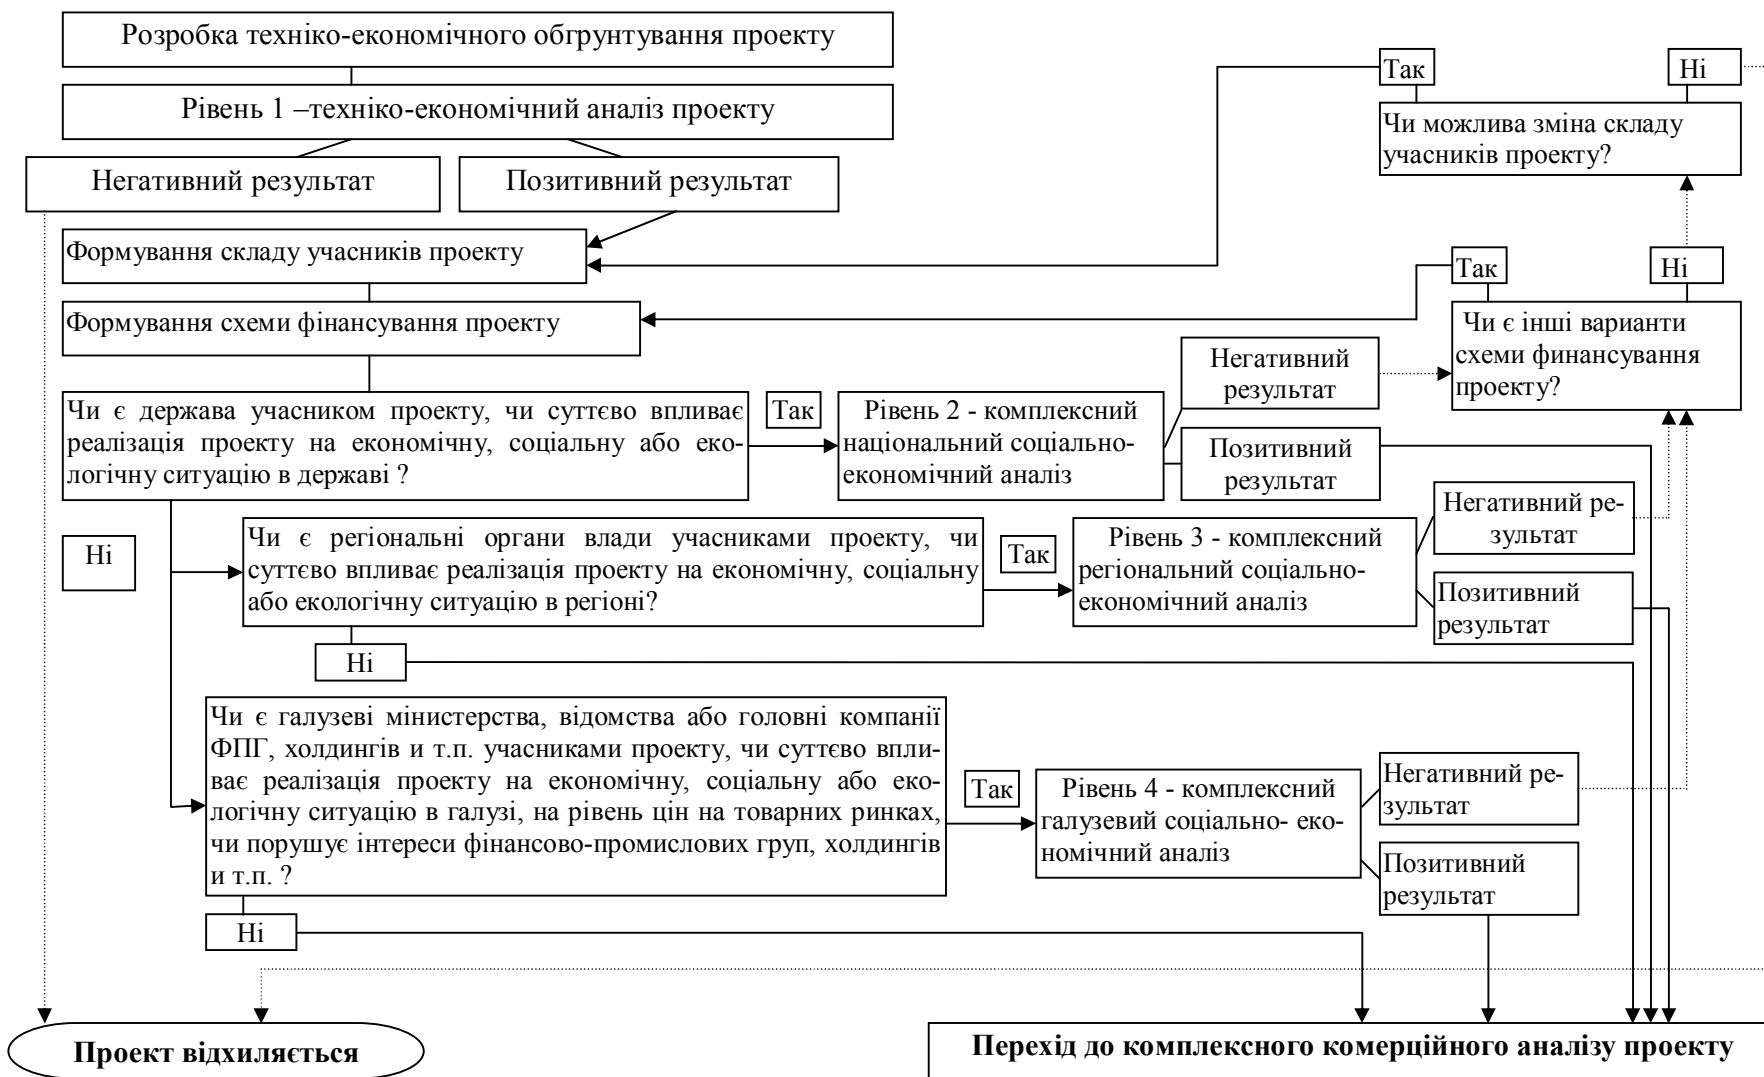 Розробка техніко-економічного обгрунтування проекту
Рівень 1 –техніко-економічний аналіз проекту
Негативний результат
Позитивний результат
Формування складу учасників проекту
Формування схеми фінансування проекту
Так
Ні
Чи можлива зміна складу
учасників проекту?
Так
Ні
Чи є інші варианти
схеми финансування
проекту?
Чи є держава учасником проекту, чи суттєво впливає
реалізація проекту на економічну, соціальну або еко-
логічну ситуацію в державі ?
Так
Рівень 2 - комплексний
національний соціально-
економічний аналіз
Негативний
результат
Позитивний
результат
Ні
Чи є регіональні органи влади учасниками проекту, чи
суттєво впливає реалізація проекту на економічну, соціальну
або екологічну ситуацію в регіоні?
Так
Рівень 3 - комплексний
регіональний соціально-
економічний аналіз
Негативний ре-
зультат
Позитивний
результат
Ні
Чи є галузеві мінистерства, відомства або головні компанії
ФПГ, холдингів и т.п. учасниками проекту, чи суттєво впли-
ває реалізація проекту на економічну, соціальну або еко-
логічну ситуацію в галузі, на рівень цін на товарних ринках,
чи порушує інтереси фінансово-промислових груп, холдингів
и т.п. ?
Так
Рівень 4 - комплексний
галузевий соціально- еко-
номічний аналіз
Негативний ре-
зультат
Позитивний
результат
Ні
Проект відхиляється
Перехід до комплексного комерційного аналізу проекту